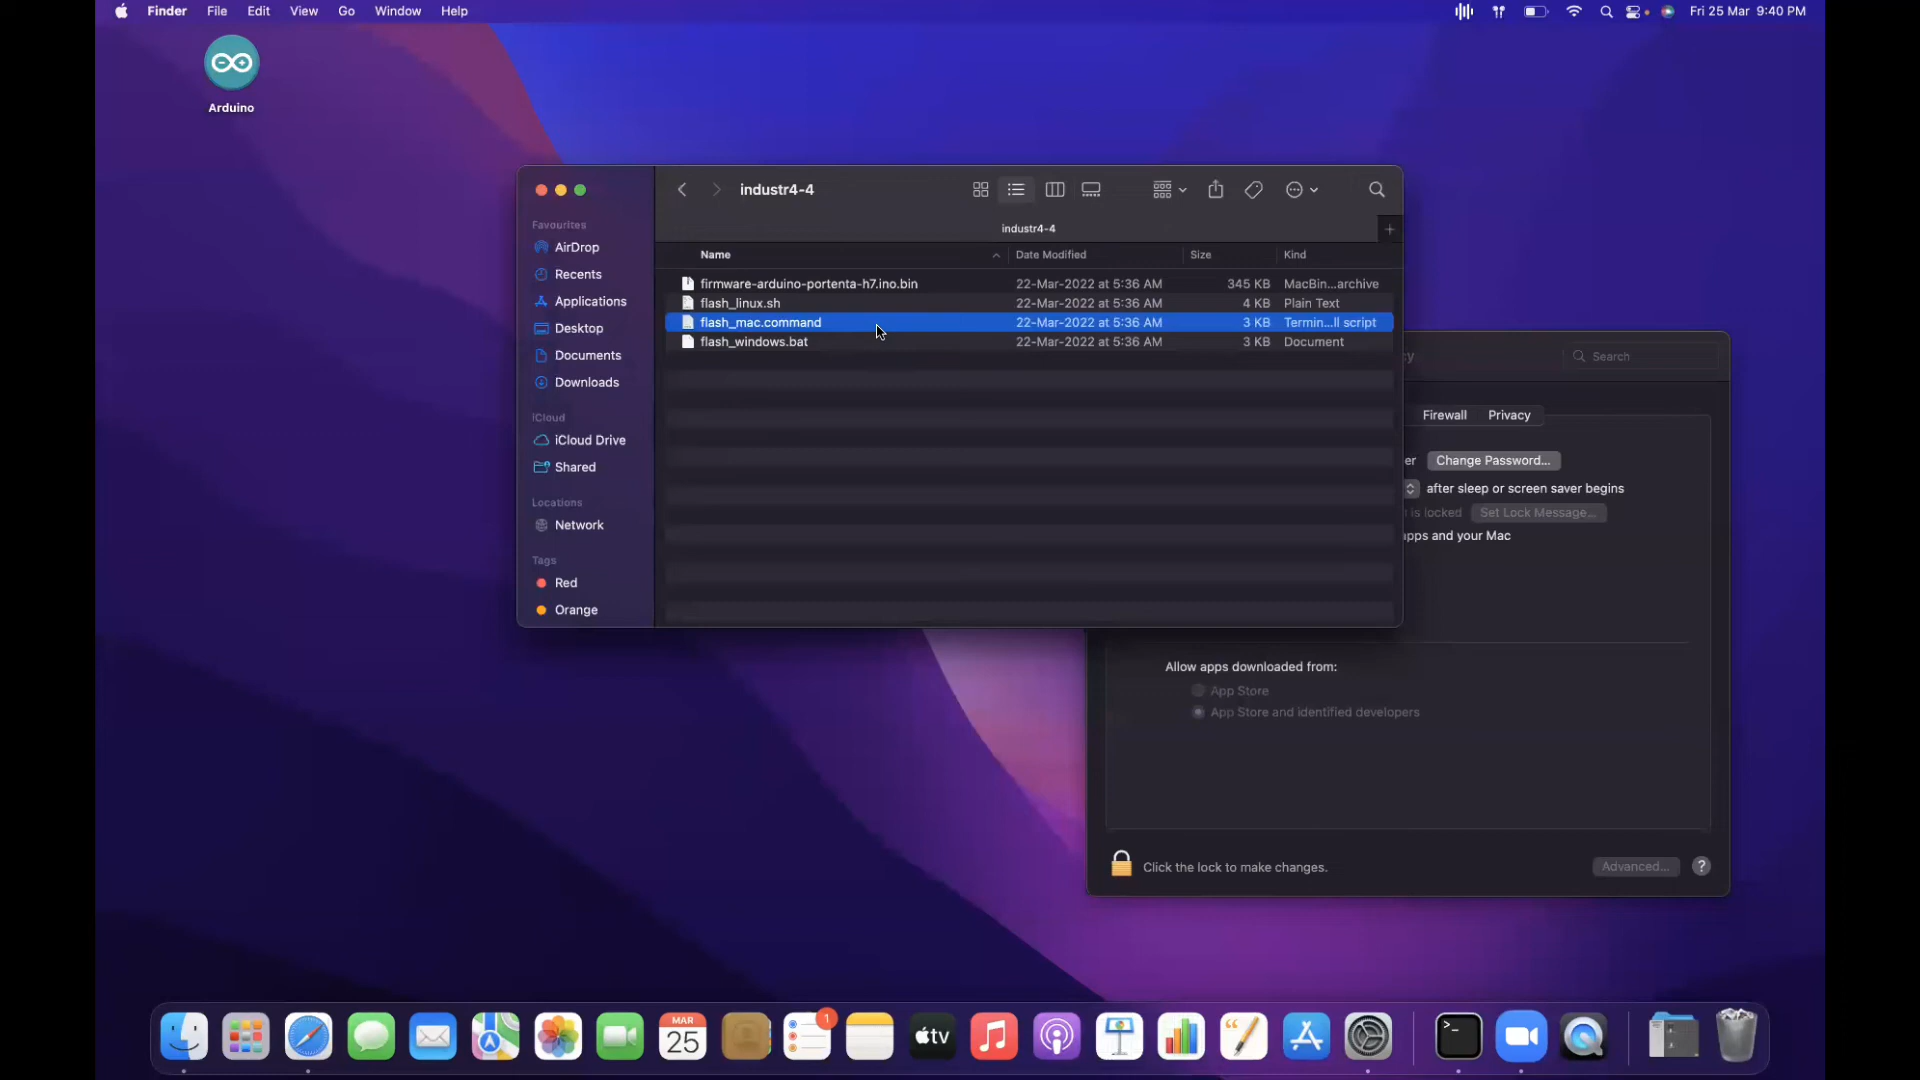 Finder File Edit View Go Window Help Fri 25 Mar 9:40 PM
Arduino
industr4-4
industr4-4
Favourites
AirDrop
Recents
Applications
Desktop
Documents
Downloads
iCloud
iCloud Drive
Shared
Locations
Network
Tags
Red
Orange
Name Date Modified Size Kind
firmware-arduino-portenta-h7.ino.bin 22-Mar-2022 at 5:36 AM 345 KB MacBin...archive
flash_linux.sh 22-Mar-2022 at 5:36 AM 4 KB Plain Text
flash_mac.command 22-Mar-2022 at 5:36 AM 3 KB Termin...ll script
flash_windows.bat 22-Mar-2022 at 5:36 AM 3 KB Document
cy Search
Firewall Privacy
er Change Password...
after sleep or screen saver begins
t is locked Set Lock Message...
apps and your Mac
Allow apps downloaded from:
App Store
App Store and identified developers
Click the lock to make changes. Advanced... ?
MAR
25
1
tv
>_